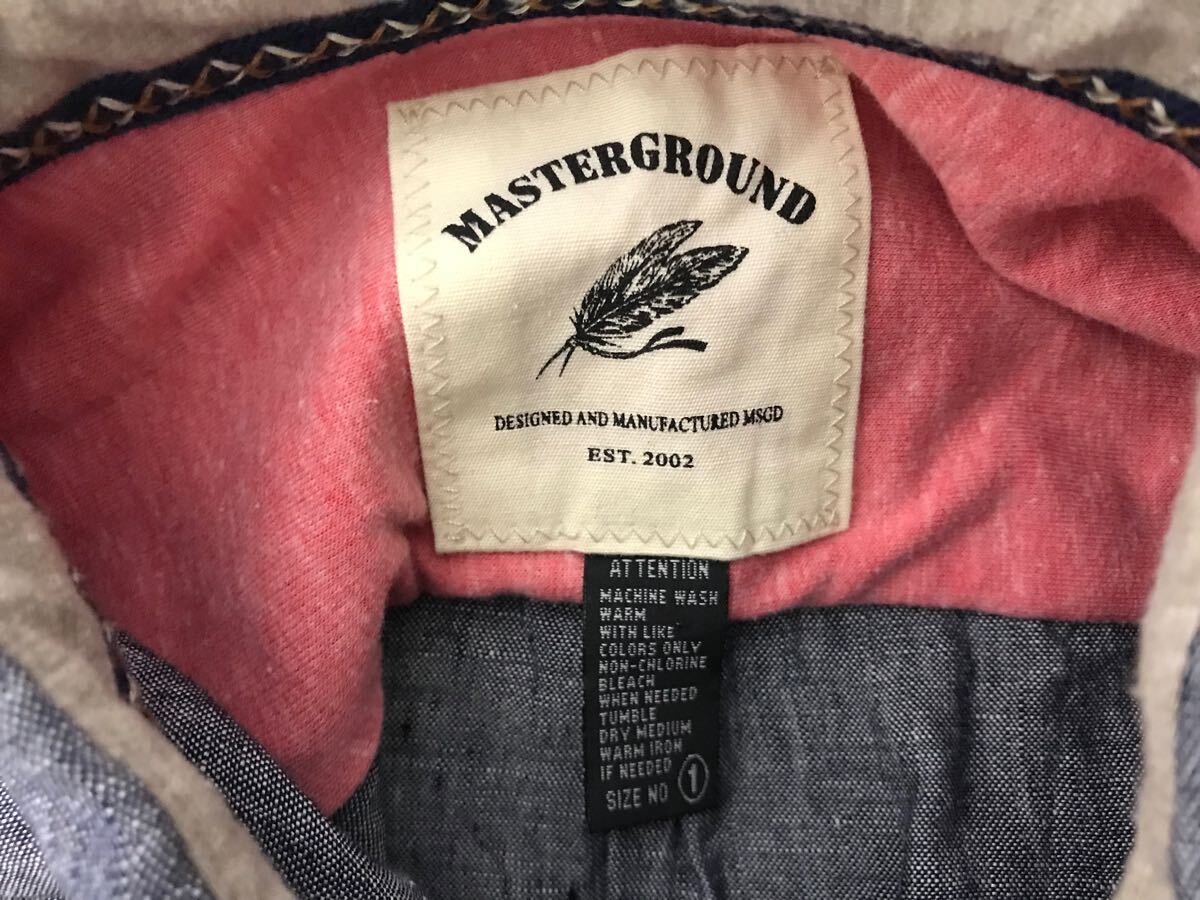 MASTERGROUND
DESIGNED AND MANUFACTURED MSGD
EST. 2002
ATTENTION
MACHINE WASH
WARM
WITH LIKE
COLORS ONLY
NON-CHLORINE
BLEACH
WHEN NEEDED
TUMBLE
DRY MEDIUM
WARM IRON
IF NEEDED
SIZE NO 1